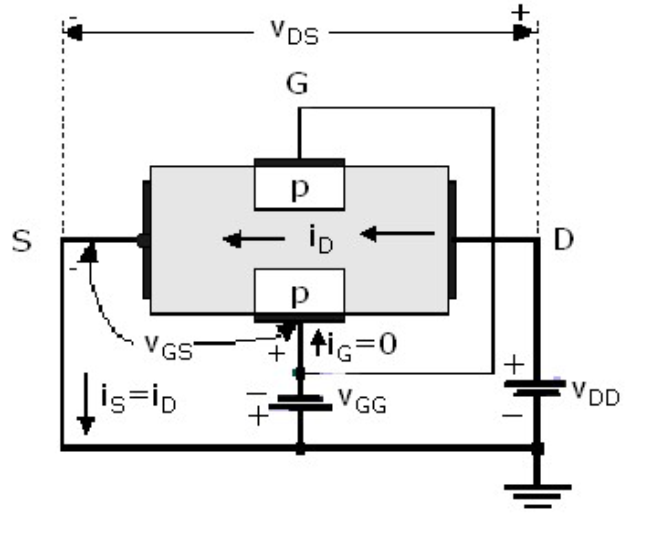 - vDS +
G
p
S iD D
p
- vGS + iG=0
+
iS=iD − + vGG vDD
−